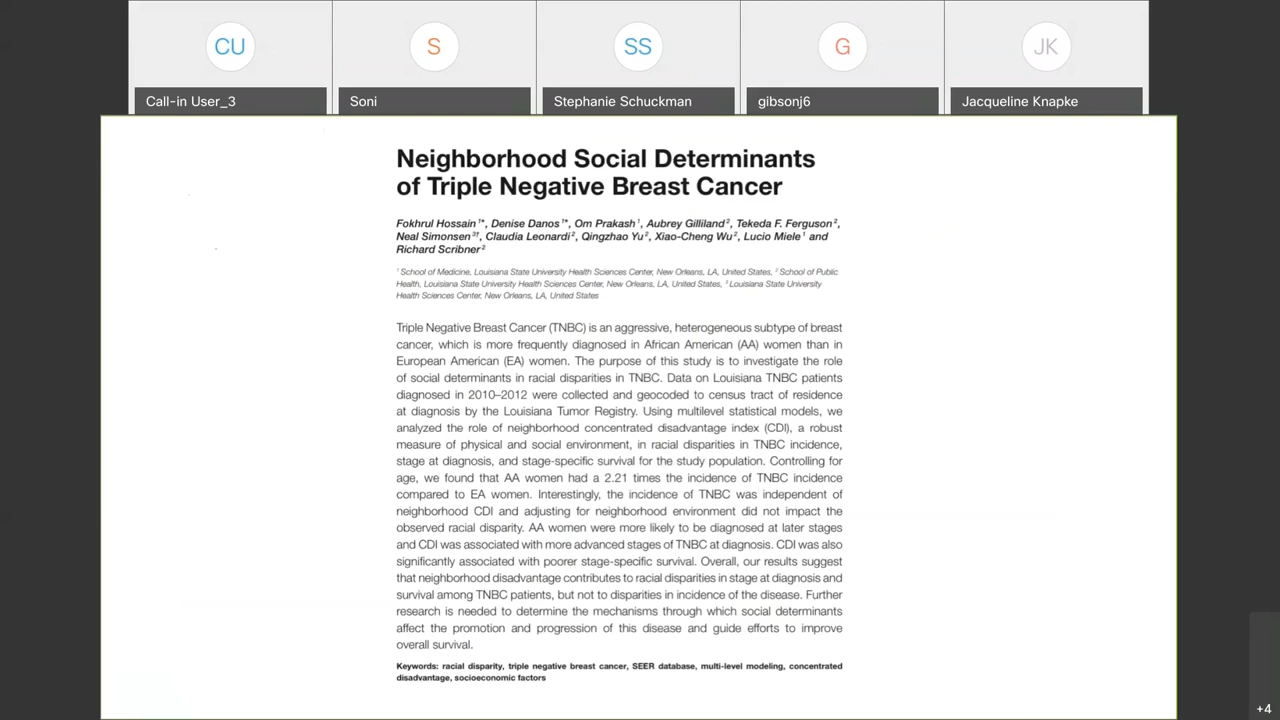 CU
S
SS
G
JK
Call-in User_3
Soni
Stephanie Schuckman
gibsonj6
Jacqueline Knapke
Neighborhood Social Determinants
of Triple Negative Breast Cancer
Fokhrul Hossain 1*, Denise Danos 1*, Om Prakash 1, Aubrey Gilliland 2, Tekeda F. Ferguson 2,
Neal Simonsen 3†, Claudia Leonardi 2, Qingzhao Yu 2, Xiao-Cheng Wu 2, Lucio Miele 1 and
Richard Scribner 2
1 School of Medicine, Louisiana State University Health Sciences Center, New Orleans, LA, United States, 2 School of Public
Health, Louisiana State University Health Sciences Center, New Orleans, LA, United States, 3 Louisiana State University
Health Sciences Center, New Orleans, LA, United States
Triple Negative Breast Cancer (TNBC) is an aggressive, heterogeneous subtype of breast
cancer, which is more frequently diagnosed in African American (AA) women than in
European American (EA) women. The purpose of this study is to investigate the role
of social determinants in racial disparities in TNBC. Data on Louisiana TNBC patients
diagnosed in 2010–2012 were collected and geocoded to census tract of residence
at diagnosis by the Louisiana Tumor Registry. Using multilevel statistical models, we
analyzed the role of neighborhood concentrated disadvantage index (CDI), a robust
measure of physical and social environment, in racial disparities in TNBC incidence,
stage at diagnosis, and stage-specific survival for the study population. Controlling for
age, we found that AA women had a 2.21 times the incidence of TNBC incidence
compared to EA women. Interestingly, the incidence of TNBC was independent of
neighborhood CDI and adjusting for neighborhood environment did not impact the
observed racial disparity. AA women were more likely to be diagnosed at later stages
and CDI was associated with more advanced stages of TNBC at diagnosis. CDI was also
significantly associated with poorer stage-specific survival. Overall, our results suggest
that neighborhood disadvantage contributes to racial disparities in stage at diagnosis and
survival among TNBC patients, but not to disparities in incidence of the disease. Further
research is needed to determine the mechanisms through which social determinants
affect the promotion and progression of this disease and guide efforts to improve
overall survival.
Keywords: racial disparity, triple negative breast cancer, SEER database, multi-level modeling, concentrated
disadvantage, socioeconomic factors
+4